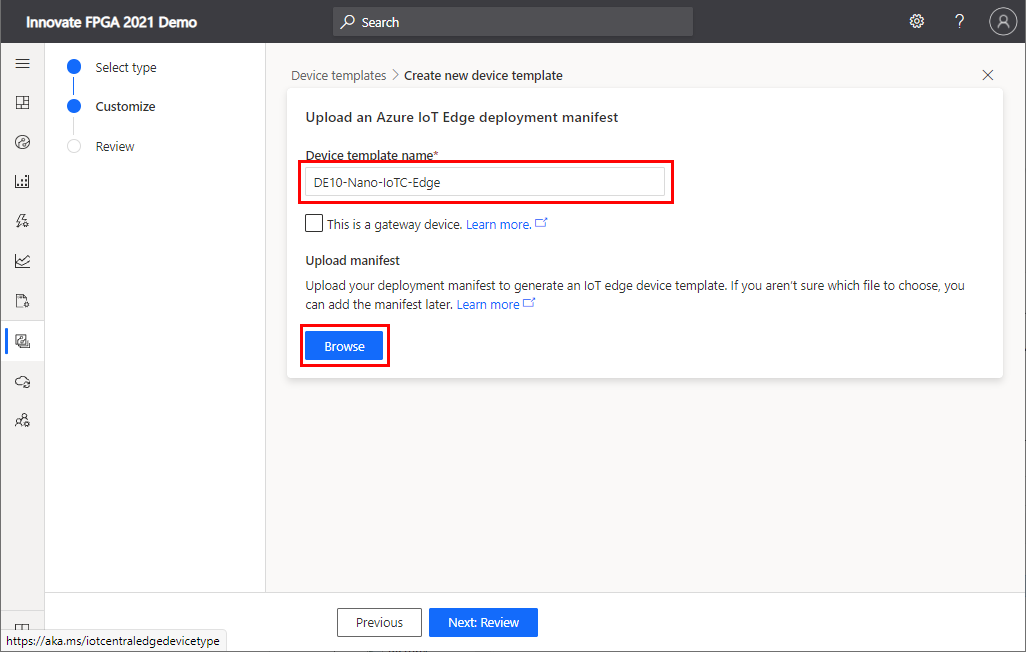 Innovate FPGA 2021 Demo
Search
?
Select type
Customize
Review
Device templates > Create new device template
Upload an Azure IoT Edge deployment manifest
Device template name*
DE10-Nano-IoTC-Edge
This is a gateway device. Learn more.
Upload manifest
Upload your deployment manifest to generate an IoT edge device template. If you aren't sure which file to choose, you
can add the manifest later. Learn more
Browse
Previous
Next: Review
https://aka.ms/iotcentraledgedevicetype